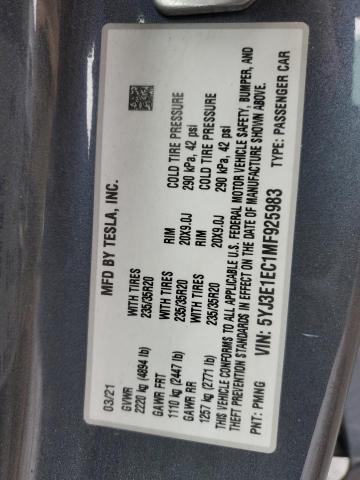 MFD BY TESLA, INC.
03/21
GVWR WITH TIRES RIM COLD TIRE PRESSURE
2220 kg (4894 lb) 235/35R20 20X9.0J 290 kPa, 42 psi
GAWR FRT WITH TIRES
1110 kg (2447 lb) 235/35R20
GAWR RR WITH TIRES RIM COLD TIRE PRESSURE
1257 kg (2771 lb) 235/35R20 20X9.0J 290 kPa, 42 psi
THIS VEHICLE CONFORMS TO ALL APPLICABLE U.S. FEDERAL MOTOR VEHICLE SAFETY, BUMPER, AND
THEFT PREVENTION STANDARDS IN EFFECT ON THE DATE OF MANUFACTURE SHOWN ABOVE.
PNT: PMNG VIN: 5YJ3E1EC1MF925983 TYPE: PASSENGER CAR